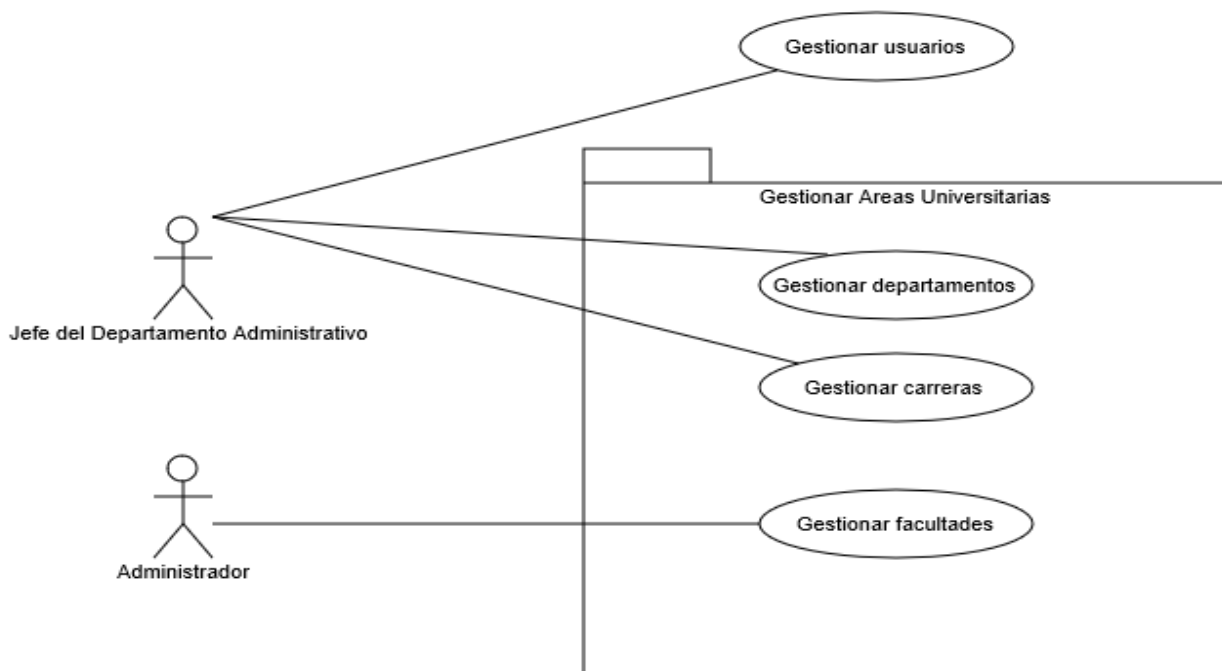 Gestionar usuarios
Gestionar Areas Universitarias
Gestionar departamentos
Jefe del Departamento Administrativo
Gestionar carreras
Gestionar facultades
Administrador